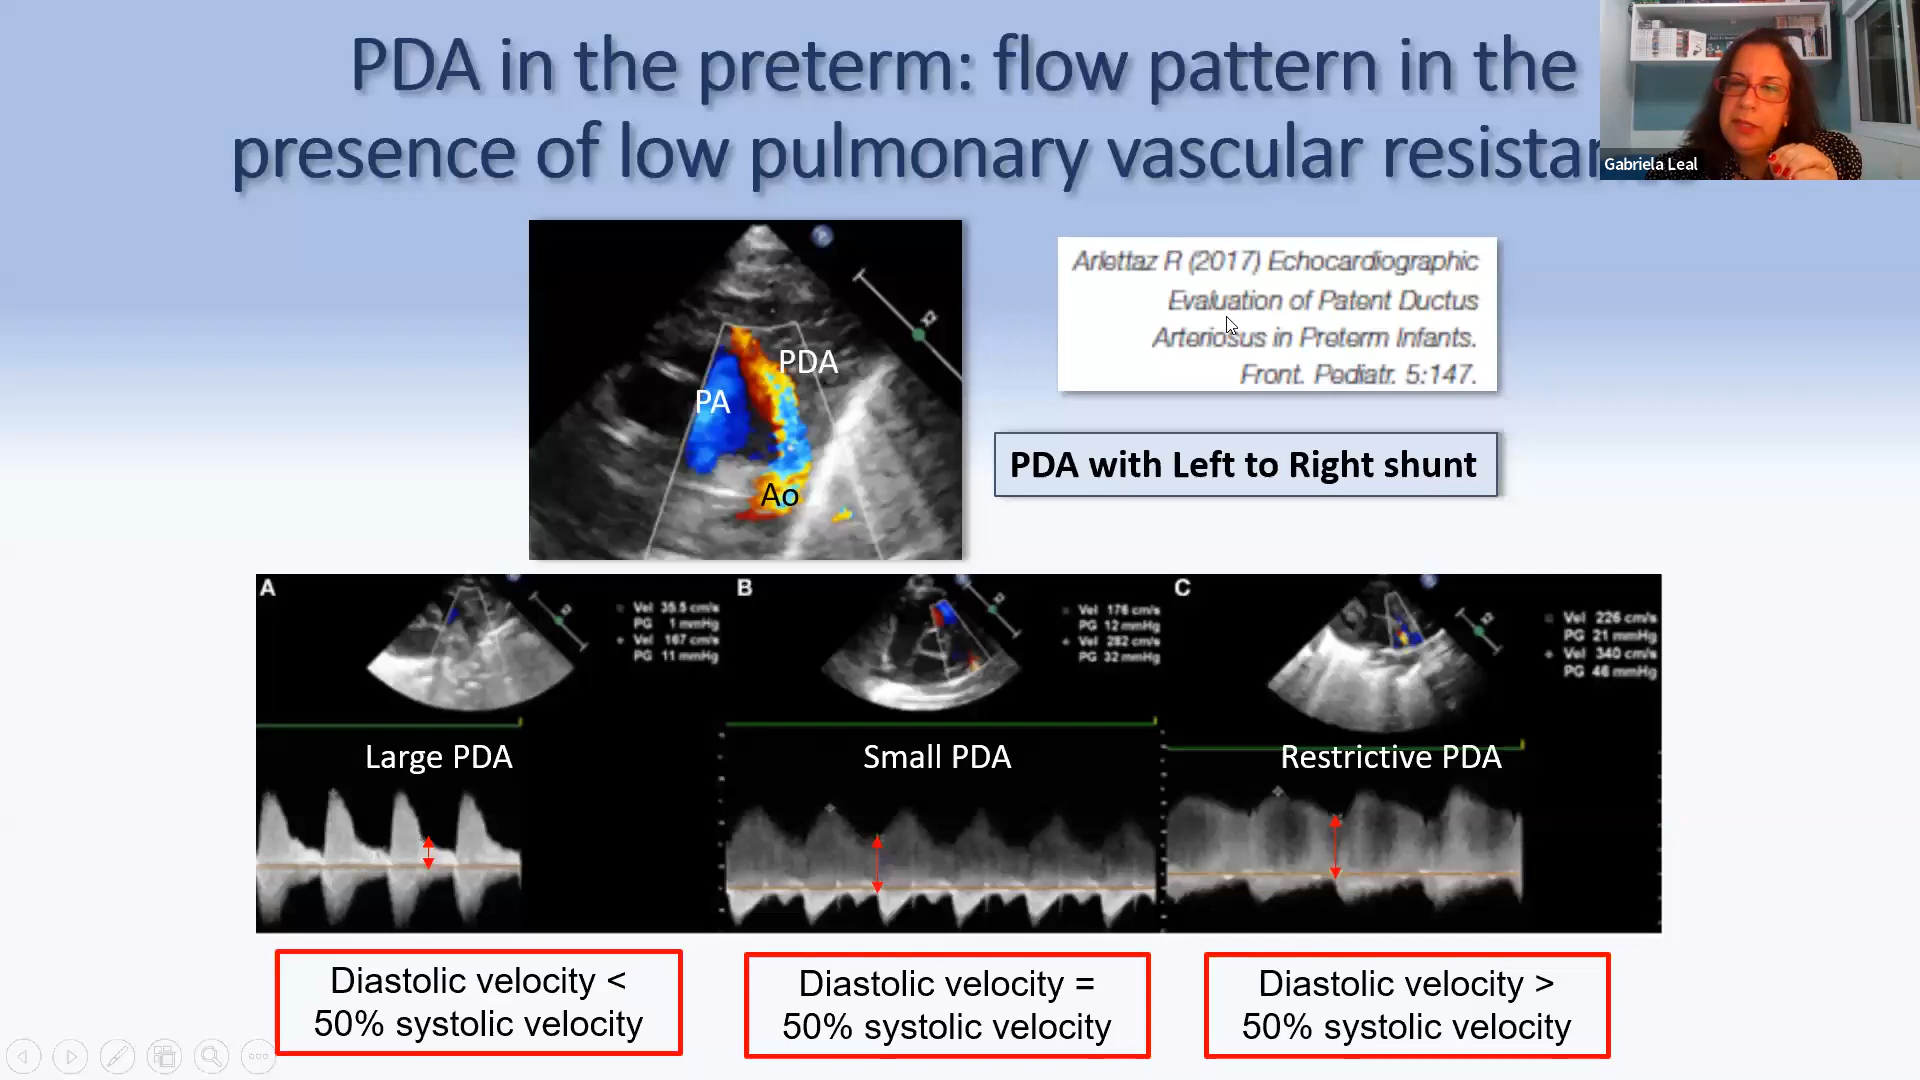 PDA in the preterm: flow pattern in the
presence of low pulmonary vascular resistan
Gabriela Leal
PDA
PA
Ao
Arlettaz R (2017) Echocardiographic
Evaluation of Patent Ductus
Arteriosus in Preterm Infants.
Front. Pediatr. 5:147.
PDA with Left to Right shunt
A
Vel 35.5 cm/s
PG 1 mmHg
Vel 167 cm/s
PG 11 mmHg
Large PDA
B
Vel 176 cm/s
PG 12 mmHg
Vel 282 cm/s
PG 32 mmHg
Small PDA
C
Vel 226 cm/s
PG 21 mmHg
Vel 340 cm/s
PG 46 mmHg
Restrictive PDA
Diastolic velocity <
50% systolic velocity
Diastolic velocity =
50% systolic velocity
Diastolic velocity >
50% systolic velocity